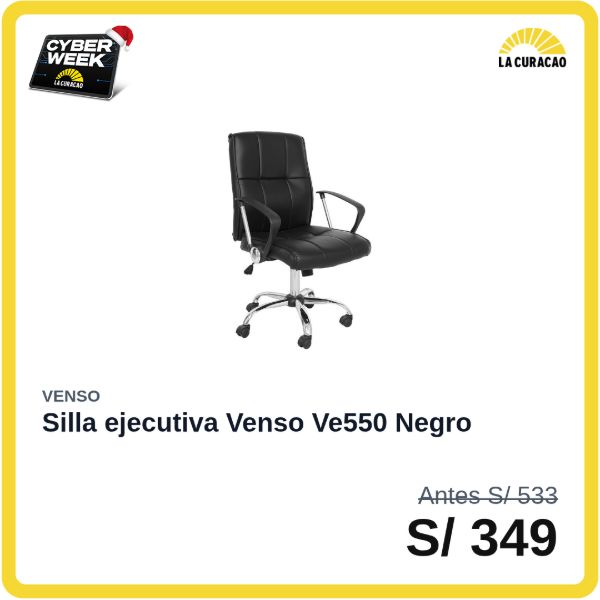 CYBER
WEEK
LA CURACAO
LA CURACAO
VENSO
Silla ejecutiva Venso Ve550 Negro
Antes S/ 533
S/ 349